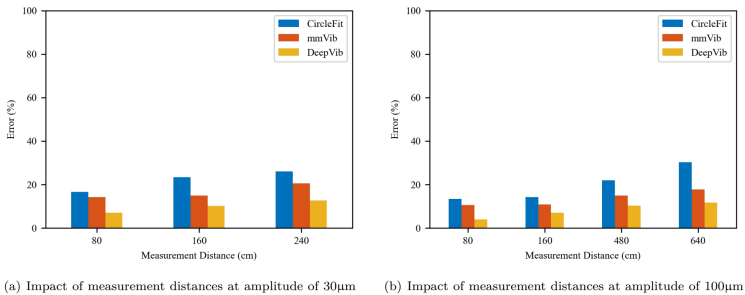 100
80
60
40
20
0
Error (%)
CircleFit
mmVib
DeepVib
80 160 240
Measurement Distance (cm)
(a) Impact of measurement distances at amplitude of 30μm
100
80
60
40
20
0
Error (%)
CircleFit
mmVib
DeepVib
80 160 480 640
Measurement Distance (cm)
(b) Impact of measurement distances at amplitude of 100μm